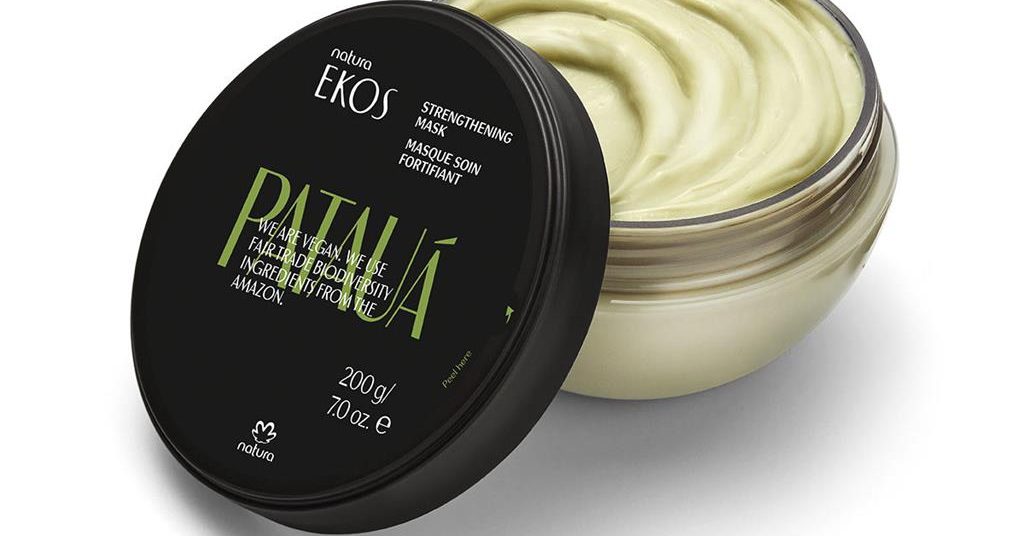 natura
EKOS
STRENGTHENING
MASK
MASQUE SOIN
FORTIFIANT
PATAUÁ
WE ARE VEGAN. WE USE
FAIR TRADE BIODIVERSITY
INGREDIENTS FROM THE
AMAZON.
Peel here
200 g/
7.0 oz. e
natura